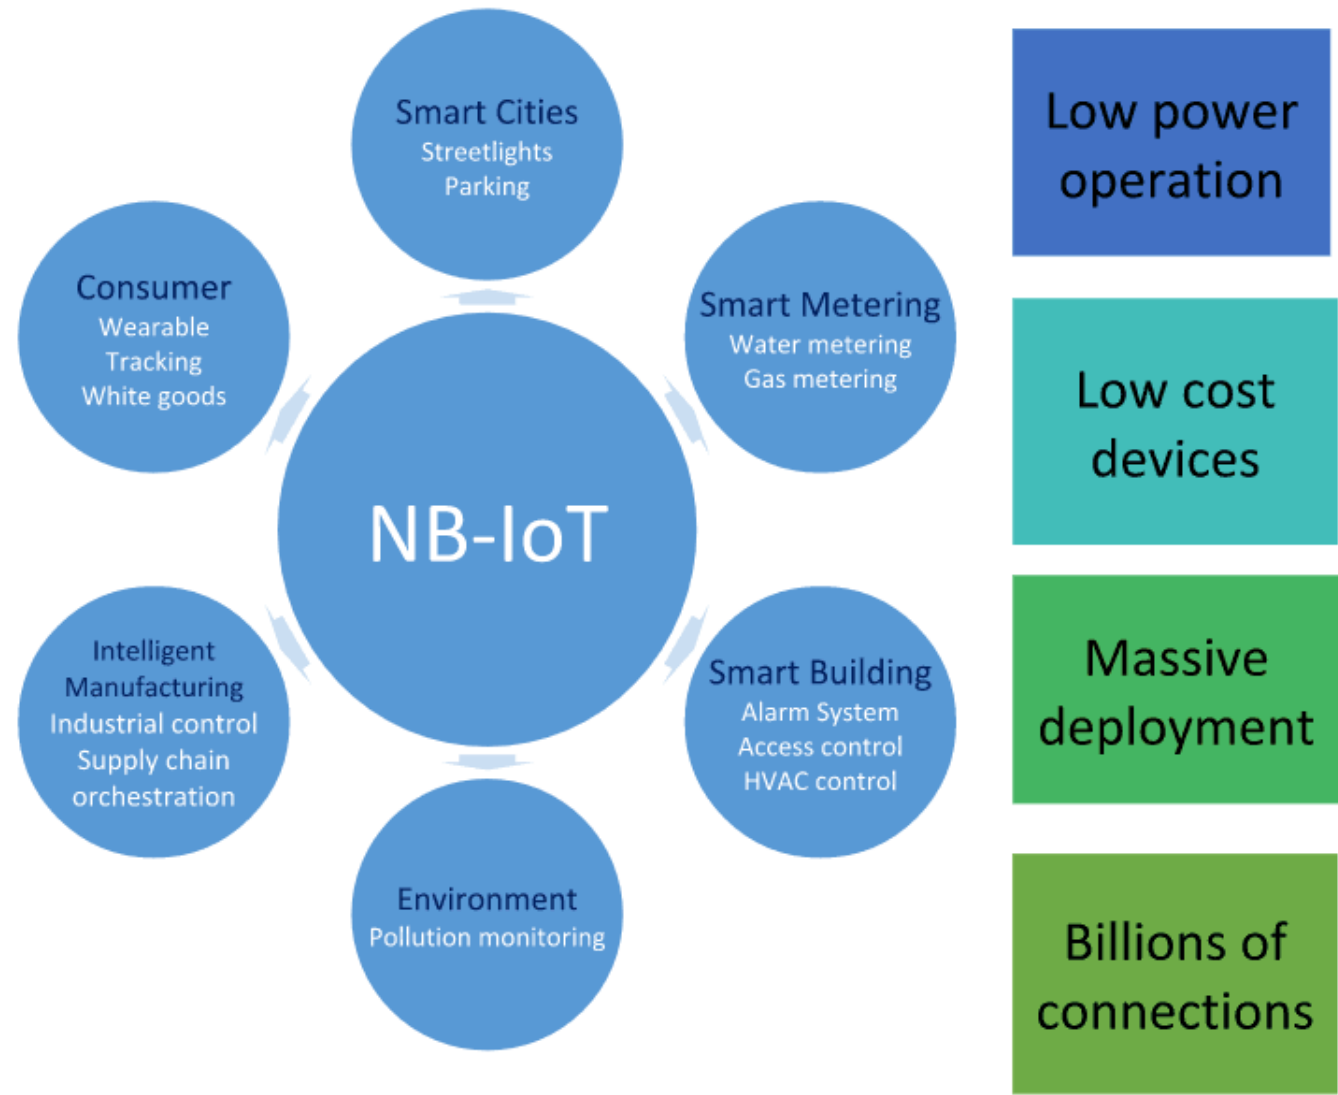 Smart Cities
Streetlights
Parking
Consumer
Wearable
Tracking
White goods
Smart Metering
Water metering
Gas metering
NB-IoT
Intelligent
Manufacturing
Industrial control
Supply chain
orchestration
Smart Building
Alarm System
Access control
HVAC control
Environment
Pollution monitoring
Low power
operation
Low cost
devices
Massive
deployment
Billions of
connections